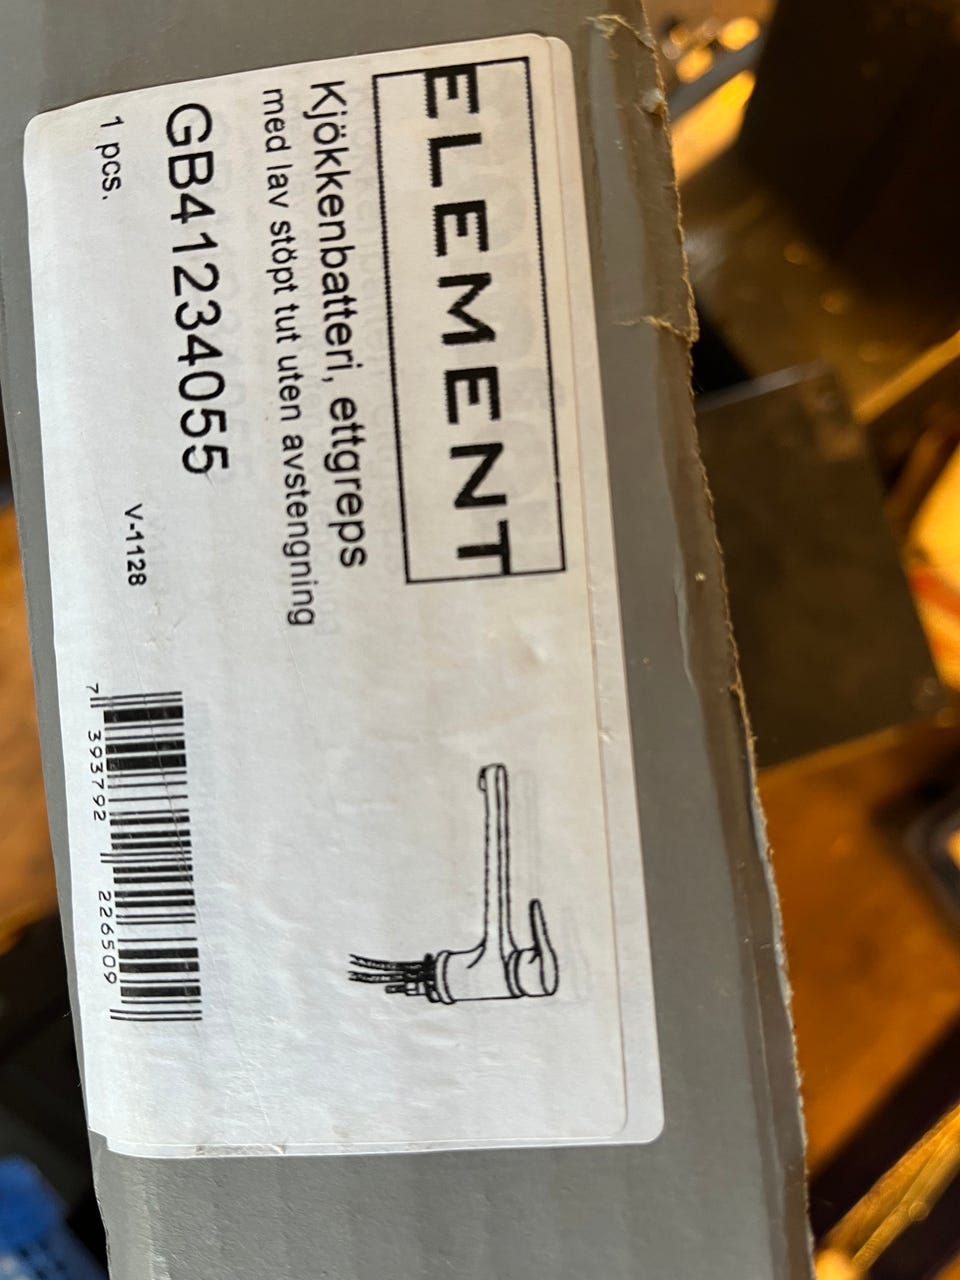 ELEMENT
Kjökkenbatteri, ettgreps
med lav stöpt tut uten avstengning
GB41234055
1 pcs.
V-1128
7 393792 226509